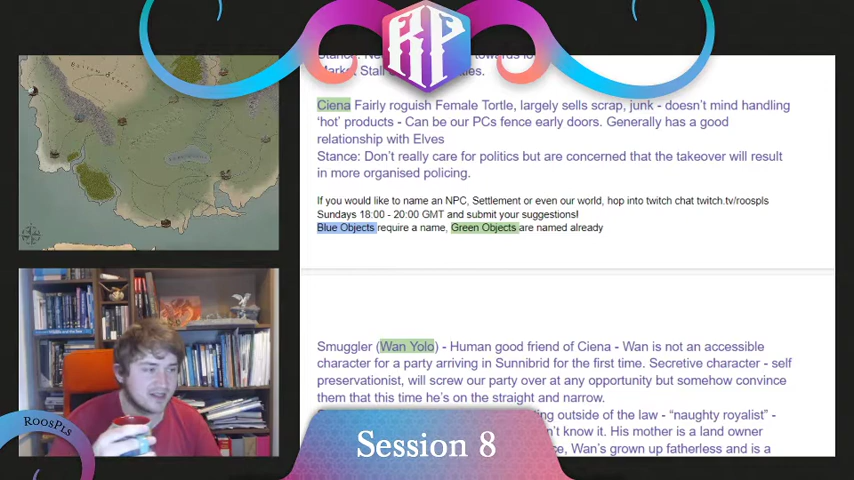 RP
Market Stall
Ciena Fairly roguish Female Tortle, largely sells scrap, junk - doesn't mind handling
'hot' products - Can be our PCs fence early doors. Generally has a good
relationship with Elves
Stance: Don't really care for politics but are concerned that the takeover will result
in more organised policing.
If you would like to name an NPC, Settlement or even our world, hop into twitch chat twitch.tv/roospls
Sundays 18:00 - 20:00 GMT and submit your suggestions!
Blue Objects require a name, Green Objects are named already
Smuggler (Wan Yolo) - Human good friend of Ciena - Wan is not an accessible
character for a party arriving in Sunnibrid for the first time. Secretive character - self
preservationist, will screw our party over at any opportunity but somehow convince
them that this time he's on the straight and narrow.
outside of the law - "naughty royalist" -
know it. His mother is a land owner
Wan's grown up fatherless and is a
RoosPls
Session 8